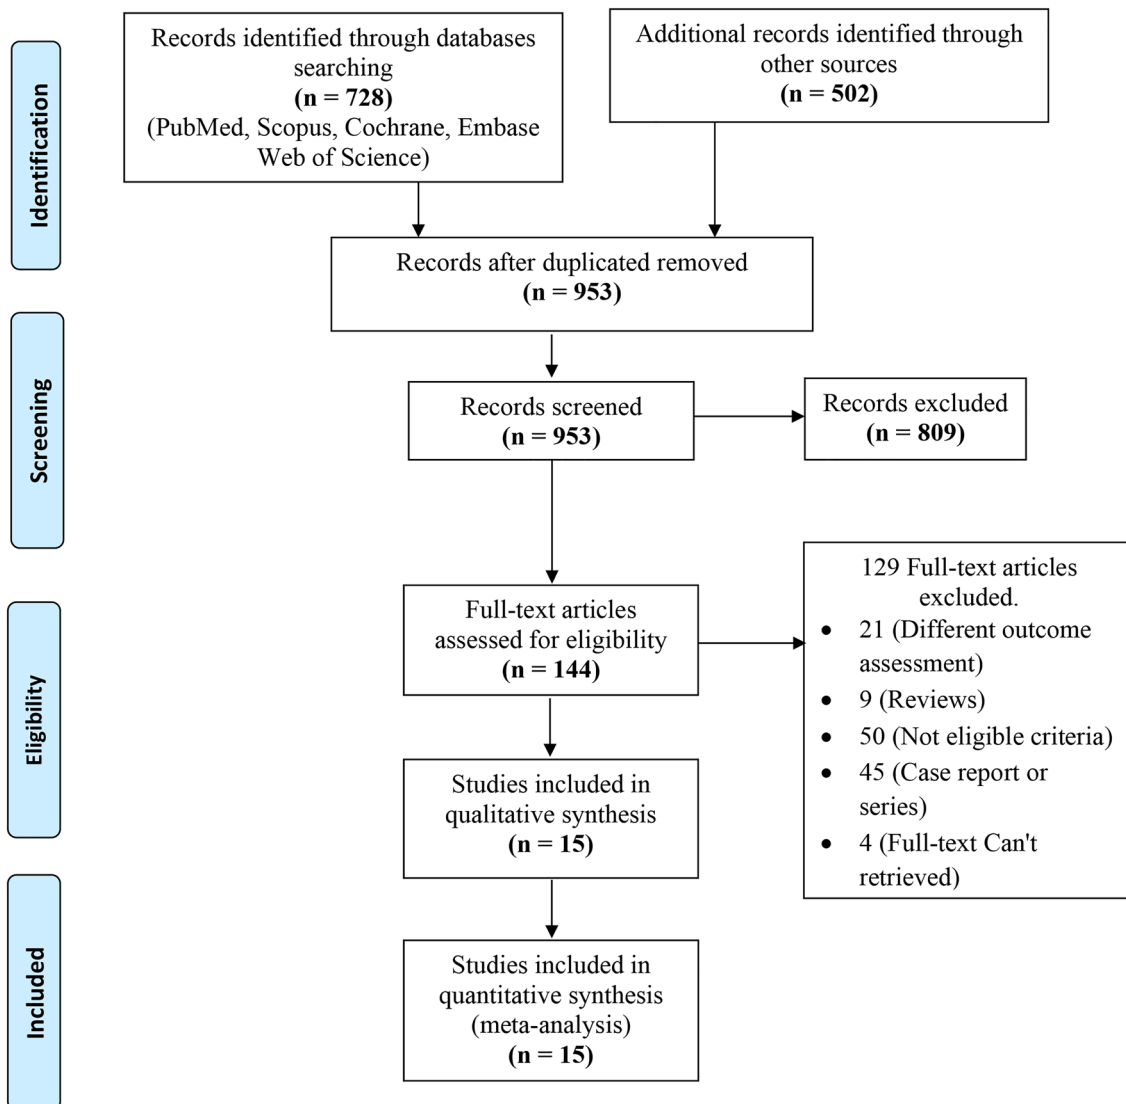 Identification
Records identified through databases
searching
(n = 728)
(PubMed, Scopus, Cochrane, Embase
Web of Science)
Additional records identified through
other sources
(n = 502)
Records after duplicated removed
(n = 953)
Screening
Records screened
(n = 953)
Records excluded
(n = 809)
Eligibility
Full-text articles
assessed for eligibility
(n = 144)
129 Full-text articles
excluded.
• 21 (Different outcome
assessment)
• 9 (Reviews)
• 50 (Not eligible criteria)
• 45 (Case report or
series)
• 4 (Full-text Can't
retrieved)
Studies included in
qualitative synthesis
(n = 15)
Included
Studies included in
quantitative synthesis
(meta-analysis)
(n = 15)